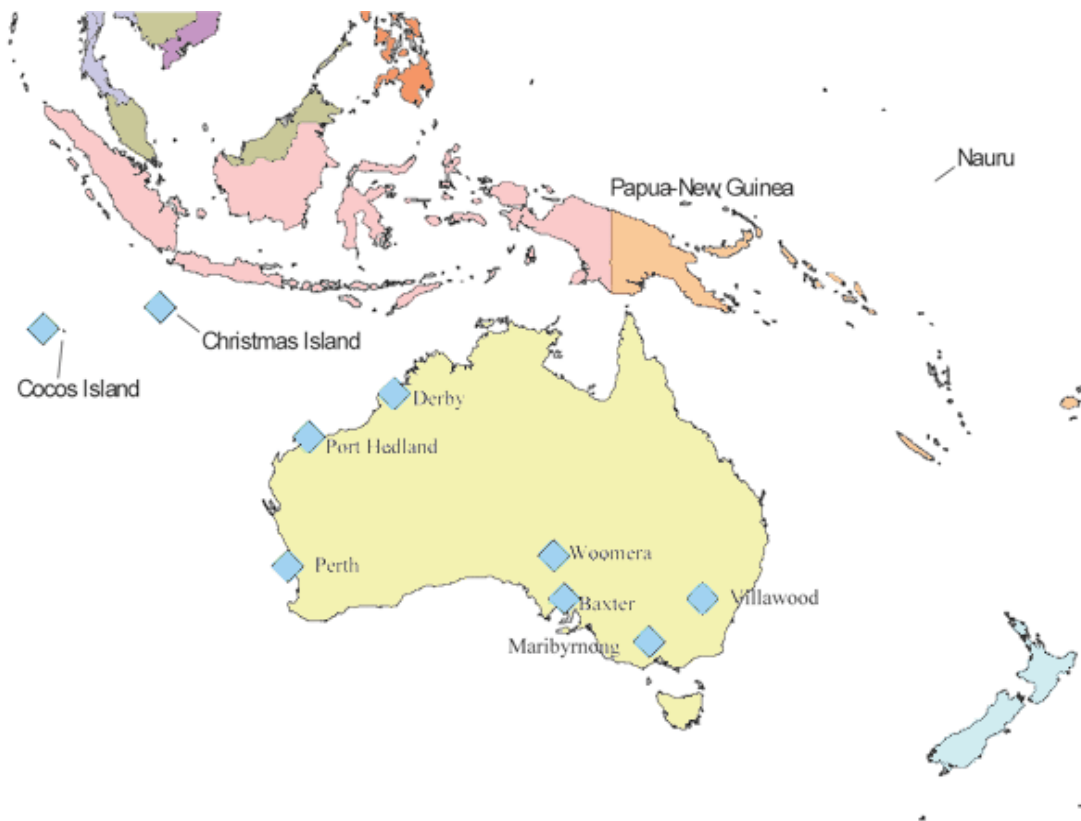 Nauru
Papua-New Guinea
Christmas Island
Cocos Island
Derby
Port Hedland
Woomera
Perth
Baxter
Villawood
Maribyrnong